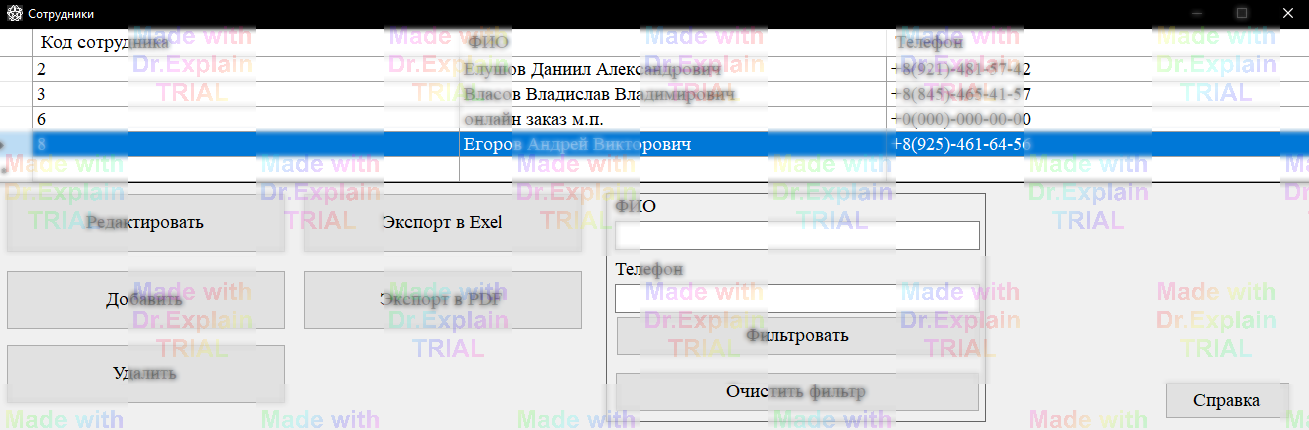 Сотрудники
Код сотрудника ФИО Телефон
2 Елушов Даниил Александрович +8(921)-481-57-42
3 Власов Владислав Владимирович +8(845)-465-41-57
6 онлайн заказ м.п. +0(000)-000-00-00
8 Егоров Андрей Викторович +8(925)-461-64-56
Редактировать Экспорт в Exel
Добавить Экспорт в PDF
Удалить
ФИО
Телефон
Фильтровать
Очистить фильтр
Справка
Made with
Dr.Explain
TRIAL